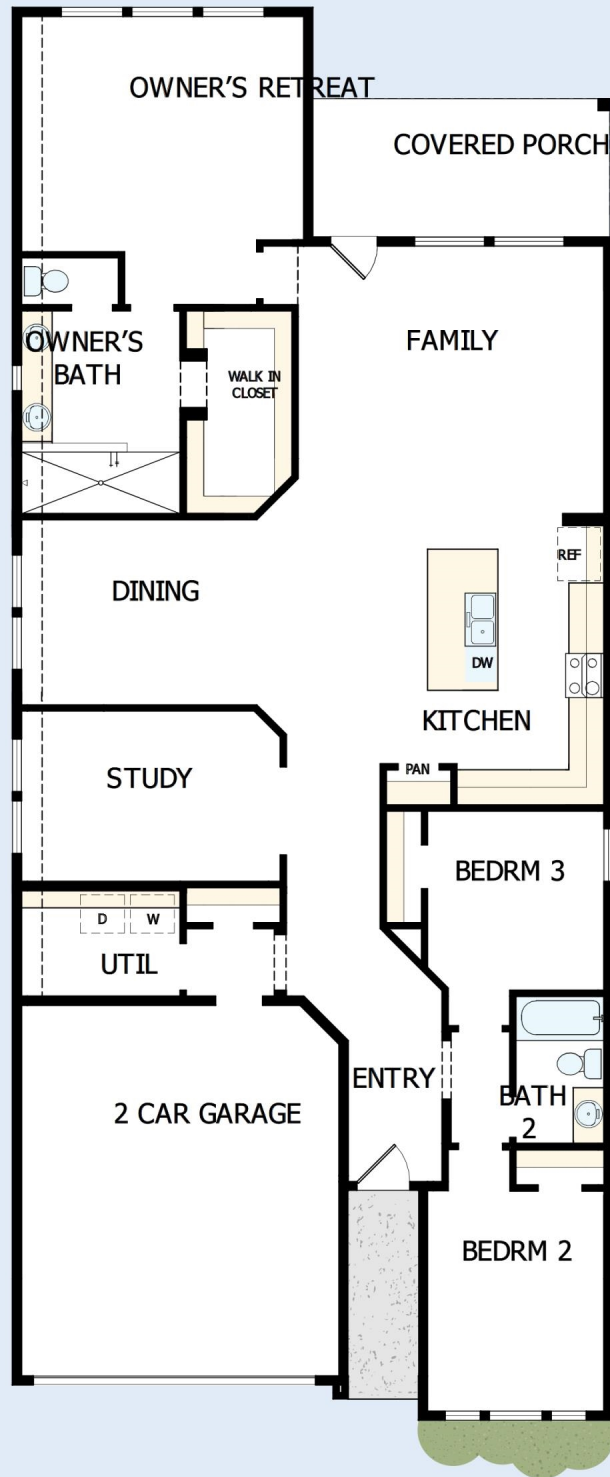 OWNER'S RETREAT
COVERED PORCH
OWNER'S
BATH
WALK IN
CLOSET
FAMILY
DINING
REF
DW
KITCHEN
STUDY
PAN
BEDRM 3
D
W
UTIL
ENTRY
BATH
2
2 CAR GARAGE
BEDRM 2